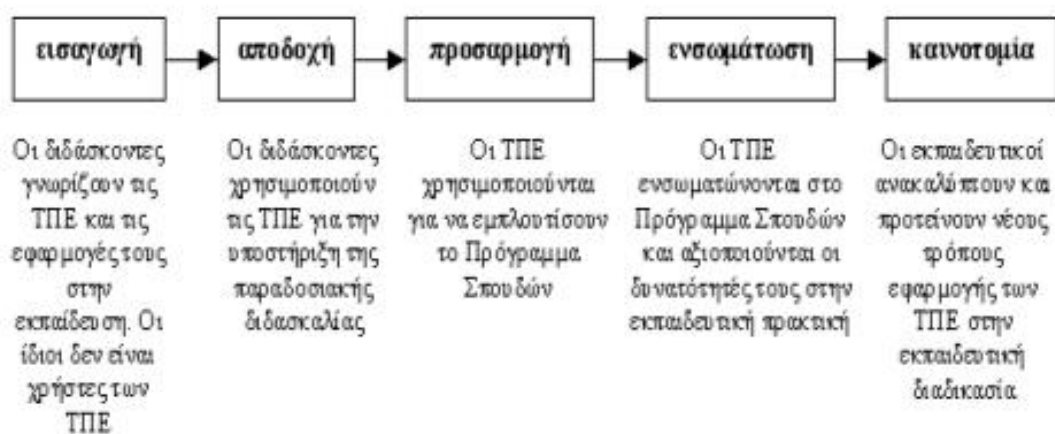 εισαγωγή
αποδοχή
προσαρμογή
ενσωμάτωση
καινοτομία
Οι διδάσκοντες
γνωρίζουν τις
ΤΠΕ και τις
εφαρμογές τους
στην
εκπαίδευση. Οι
ίδιοι δεν είναι
χρήστες των
ΤΠΕ
Οι διδάσκοντες
χρησιμοποιούν
τις ΤΠΕ για την
υποστήριξη της
παραδοσιακής
διδασκαλίας
Οι ΤΠΕ
χρησιμοποιούνται
για να εμπλουτίσουν
το Πρόγραμμα
Σπουδών
Οι ΤΠΕ
ενσωματώνονται στο
Πρόγραμμα Σπουδών
και αξιοποιούνται οι
δυνατότητές τους στην
εκπαιδευτική πρακτική
Οι εκπαιδευτικοί
ανακαλύπτουν και
προτείνουν νέους
τρόπους
εφαρμογής των
ΤΠΕ στην
εκπαιδευτική
διαδικασία